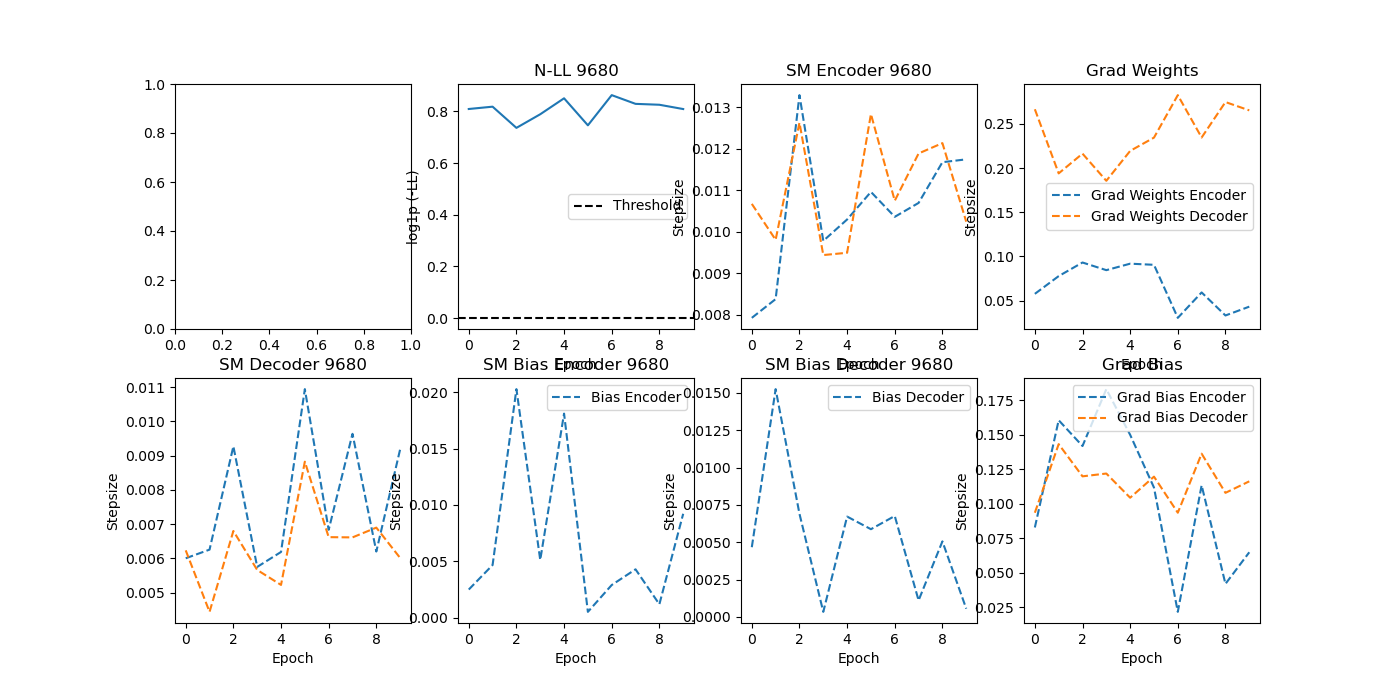 N-LL 9680
SM Encoder 9680
Grad Weights
1.0
0.8
0.6
0.4
0.2
0.0
0.0 0.2 0.4 0.6 0.8 1.0
log1p (-LL)
0.8
0.6
0.4
0.2
0.0
Threshold
0 2 4 6 8
Epoch
Stepsize
0.013
0.012
0.011
0.010
0.009
0.008
0 2 4 6 8
Epoch
Stepsize
0.25
0.20
0.15
0.10
0.05
Grad Weights Encoder
Grad Weights Decoder
0 2 4 6 8
Epoch
SM Decoder 9680
SM Bias Encoder 9680
SM Bias Decoder 9680
Grad Bias
Stepsize
0.011
0.010
0.009
0.008
0.007
0.006
0.005
0 2 4 6 8
Epoch
Stepsize
0.020
0.015
0.010
0.005
0.000
Bias Encoder
0 2 4 6 8
Epoch
Stepsize
0.0150
0.0125
0.0100
0.0075
0.0050
0.0025
0.0000
Bias Decoder
0 2 4 6 8
Epoch
Stepsize
0.175
0.150
0.125
0.100
0.075
0.050
0.025
Grad Bias Encoder
Grad Bias Decoder
0 2 4 6 8
Epoch